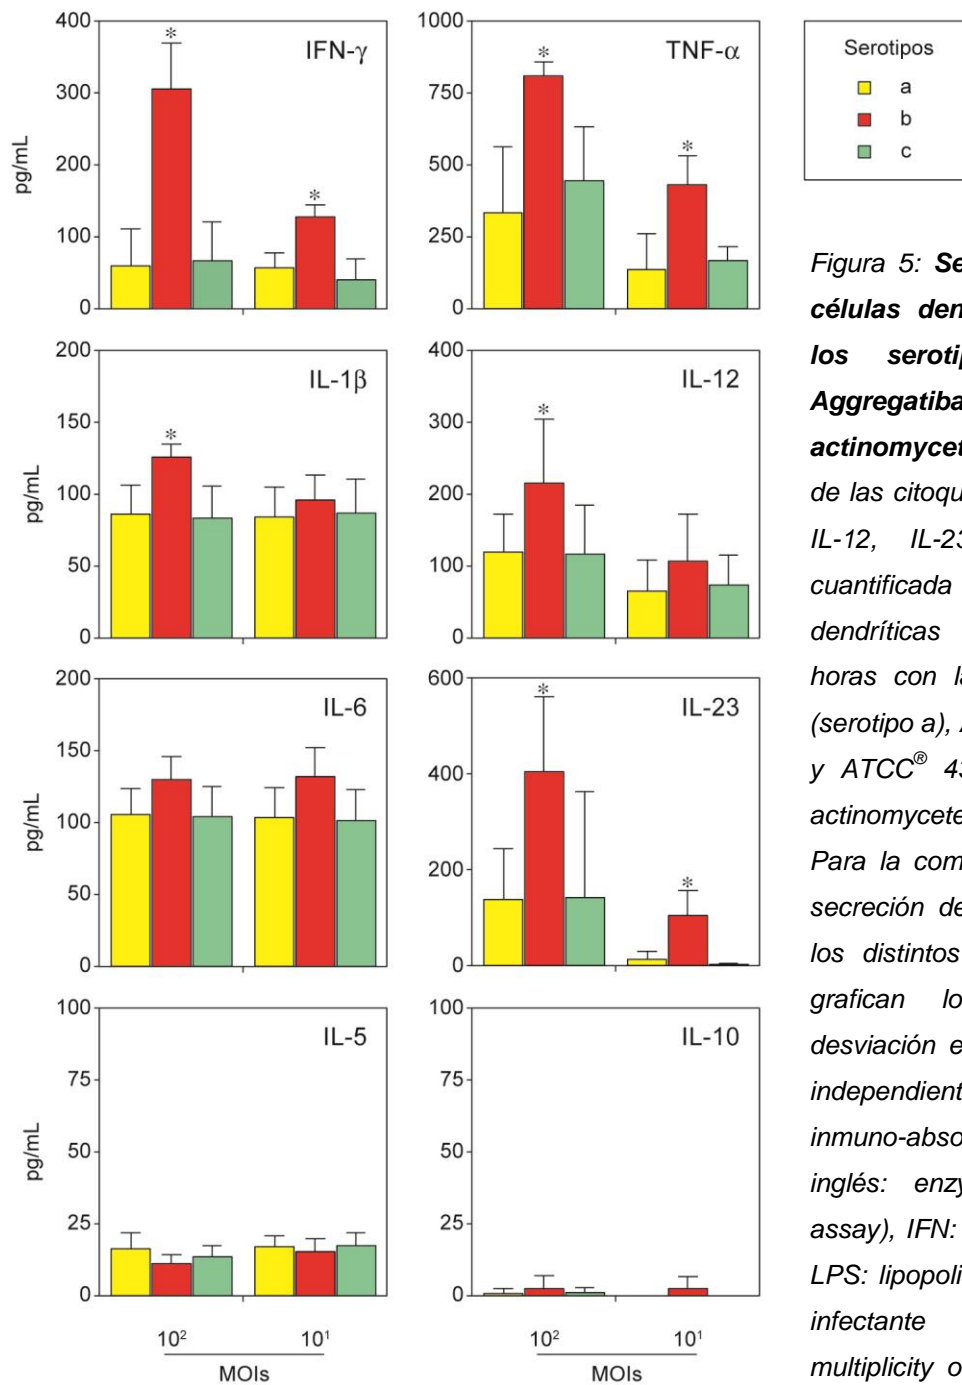 400
300
200
100
0
pg/mL
IFN-γ
*
*
1000
750
500
250
0
TNF-α
*
*
Serotipos
a
b
c
200
150
100
50
0
pg/mL
IL-1β
*
400
300
200
100
0
IL-12
*
200
150
100
50
0
pg/mL
IL-6
600
400
200
0
IL-23
*
*
100
75
50
25
0
pg/mL
IL-5
10² 10¹
MOIs
100
75
50
25
0
IL-10
10² 10¹
MOIs
Figura 5: Se
células den
los seroti
Aggregatiba
actinomycet
de las citoqu
IL-12, IL-23
cuantificada
dendríticas
horas con la
(serotipo a),
y ATCC® 43
actinomycete
Para la com
secreción de
los distintos
grafican lo
desviación e
independient
inmuno-abso
inglés: enzy
assay), IFN:
LPS: lipopoli
infectante
multiplicity o